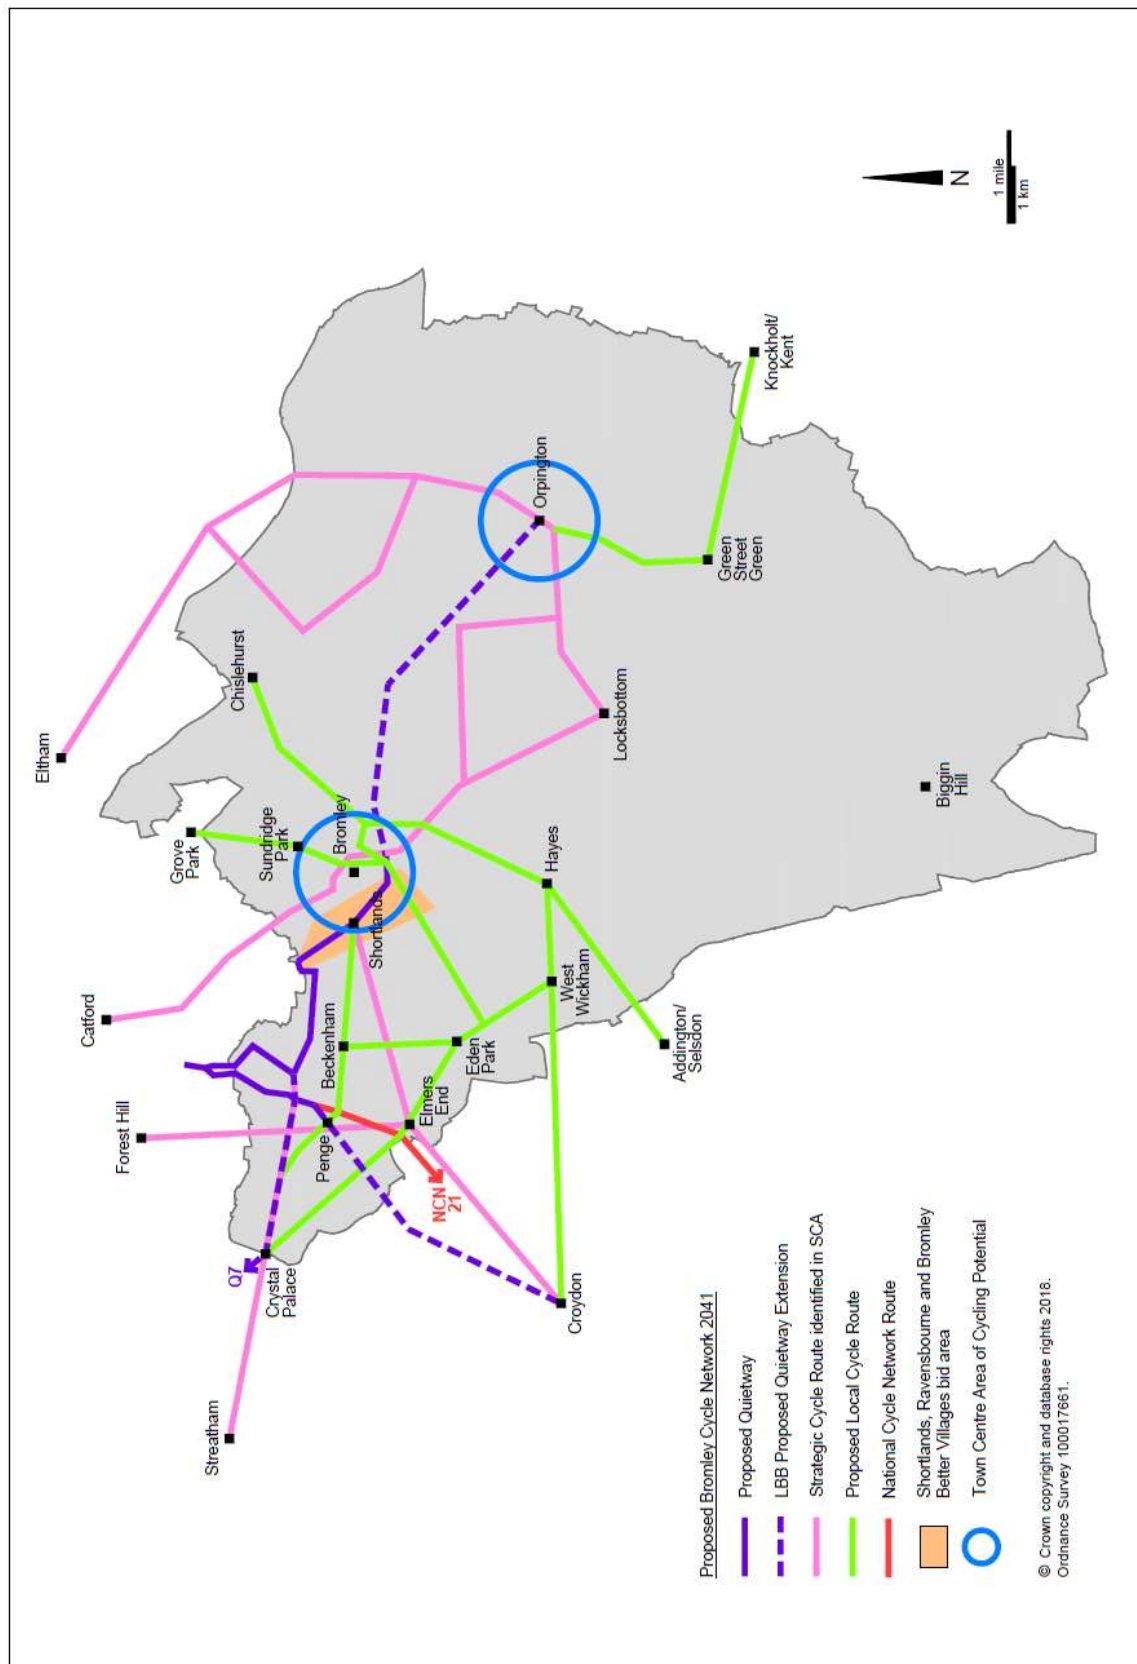 Eltham
Grove
Park
Sundridge
Park
Chislehurst
Bromley
Catford
Shortlands
Forest Hill
Beckenham
Penge
Elmers
End
Eden
Park
West
Wickham
Hayes
Addington/
Selsdon
Orpington
Knockholt/
Kent
Green
Street
Green
Locksbottom
Biggin
Hill
Streatham
Q7
Crystal
Palace
NCN
21
Croydon
N
1 mile
1 km
Proposed Bromley Cycle Network 2041
Proposed Quietway
LBB Proposed Quietway Extension
Strategic Cycle Route identified in SCA
Proposed Local Cycle Route
National Cycle Network Route
Shortlands, Ravensbourne and Bromley
Better Villages bid area
Town Centre Area of Cycling Potential
© Crown copyright and database rights 2018.
Ordnance Survey 100017661.